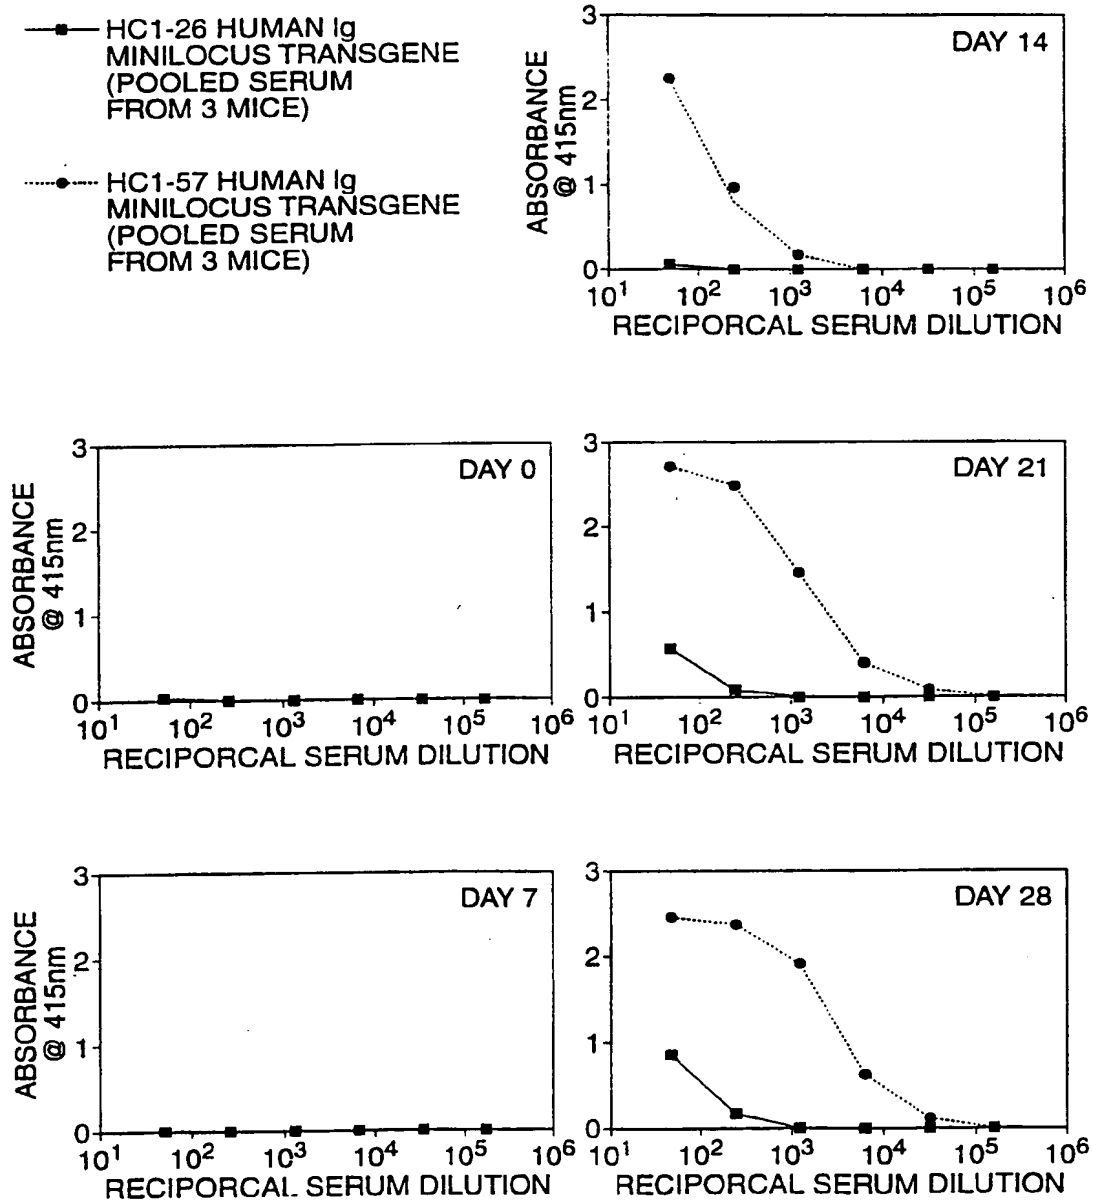 HC1-26 HUMAN Ig
MINILOCUS TRANSGENE
(POOLED SERUM
FROM 3 MICE)
HC1-57 HUMAN Ig
MINILOCUS TRANSGENE
(POOLED SERUM
FROM 3 MICE)
DAY 14
ABSORBANCE
@ 415nm
3
2
1
0
10¹ 10² 10³ 10⁴ 10⁵ 10⁶
RECIPORCAL SERUM DILUTION
DAY 0
ABSORBANCE
@ 415nm
3
2
1
0
10¹ 10² 10³ 10⁴ 10⁵ 10⁶
RECIPORCAL SERUM DILUTION
DAY 21
3
2
1
0
10¹ 10² 10³ 10⁴ 10⁵ 10⁶
RECIPORCAL SERUM DILUTION
DAY 7
ABSORBANCE
@ 415nm
3
2
1
0
10¹ 10² 10³ 10⁴ 10⁵ 10⁶
RECIPORCAL SERUM DILUTION
DAY 28
3
2
1
0
10¹ 10² 10³ 10⁴ 10⁵ 10⁶
RECIPORCAL SERUM DILUTION